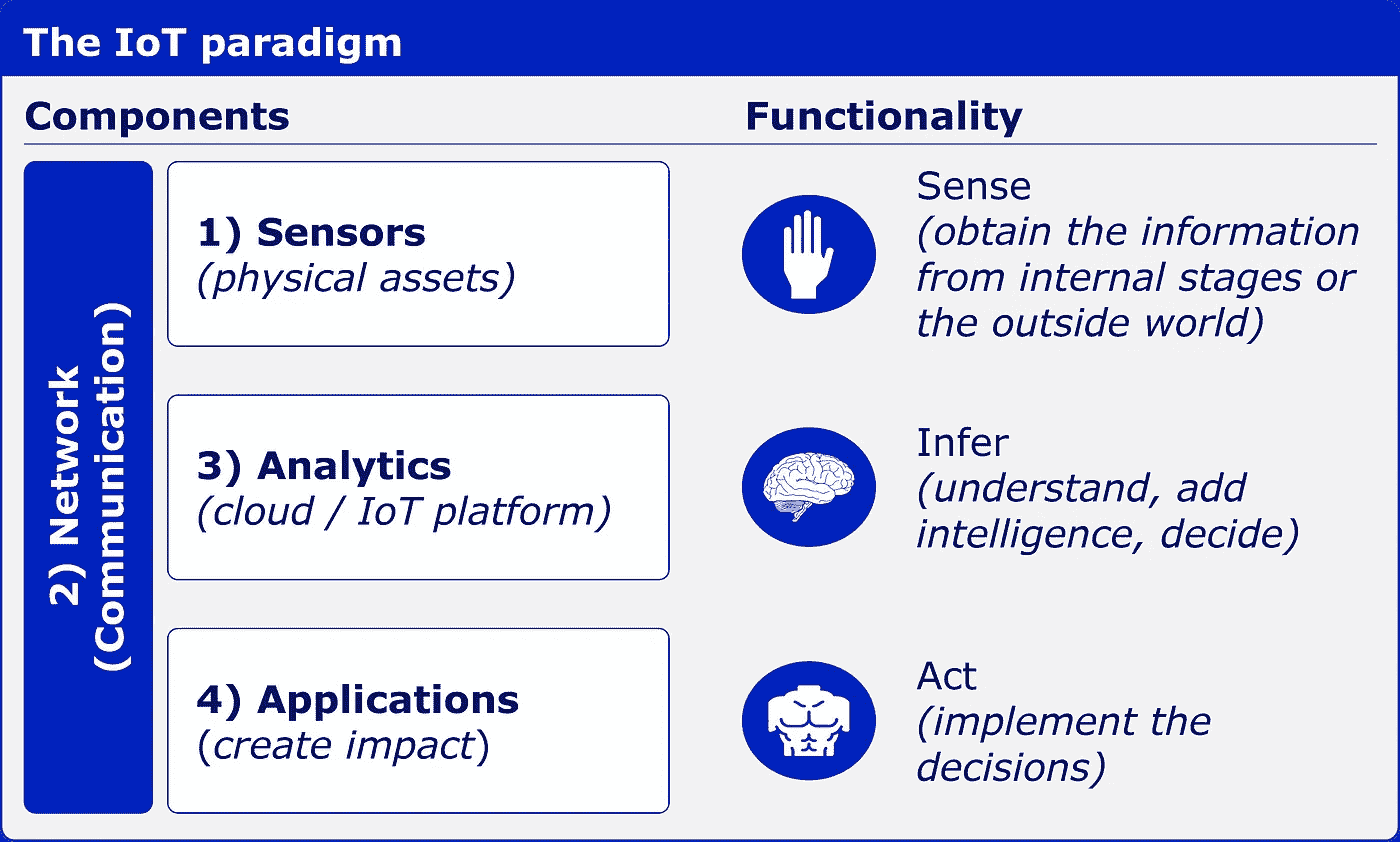 The IoT paradigm
Components
Functionality
2) Network
(Communication)
1) Sensors
(physical assets)
Sense
(obtain the information
from internal stages or
the outside world)
3) Analytics
(cloud / IoT platform)
Infer
(understand, add
intelligence, decide)
4) Applications
(create impact)
Act
(implement the
decisions)